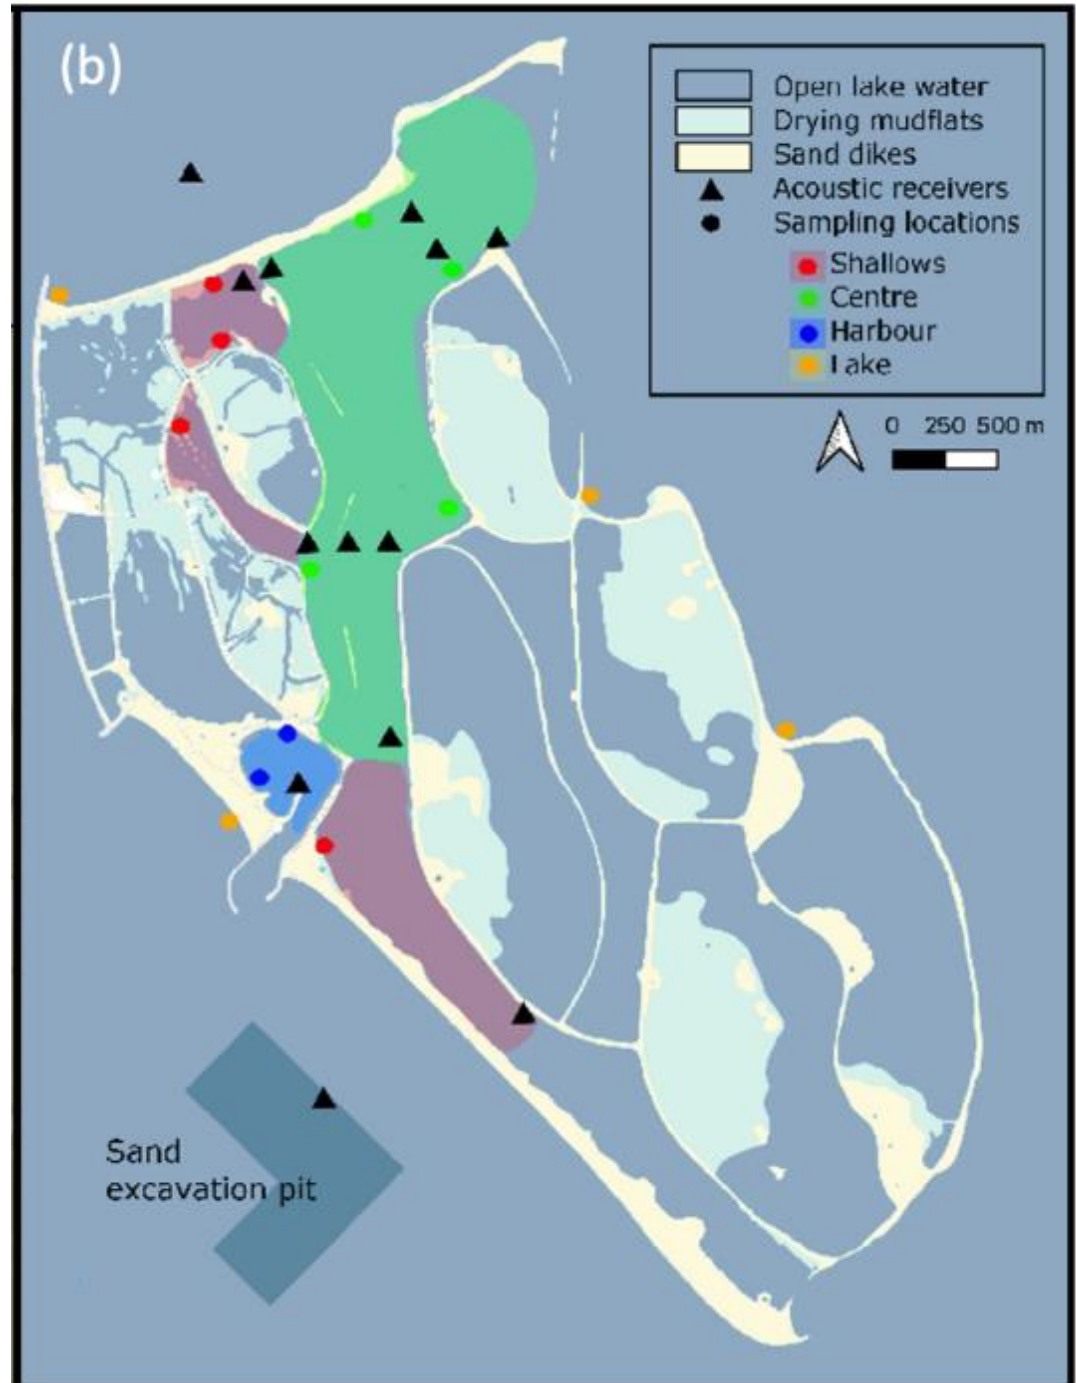 (b)
Open lake water
Drying mudflats
Sand dikes
Acoustic receivers
Sampling locations
Shallows
Centre
Harbour
Lake
0 250 500 m
Sand
excavation pit